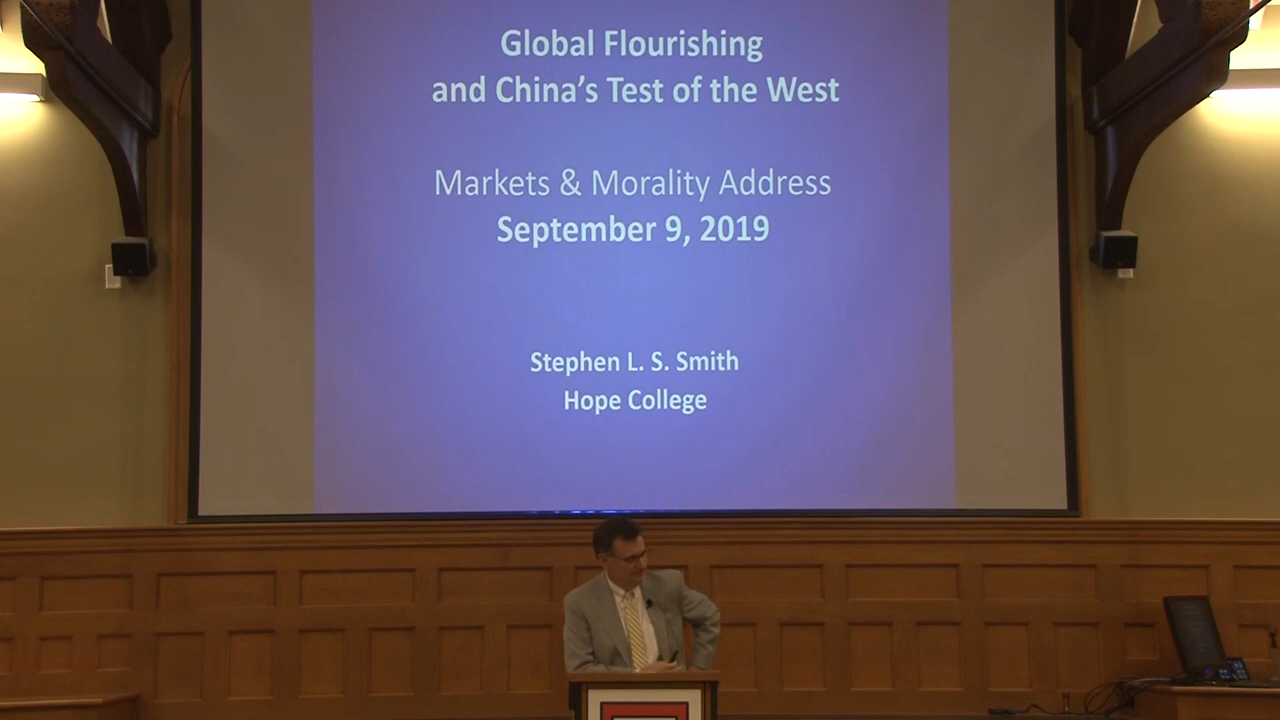 Global Flourishing
and China's Test of the West
Markets & Morality Address
September 9, 2019
Stephen L. S. Smith
Hope College